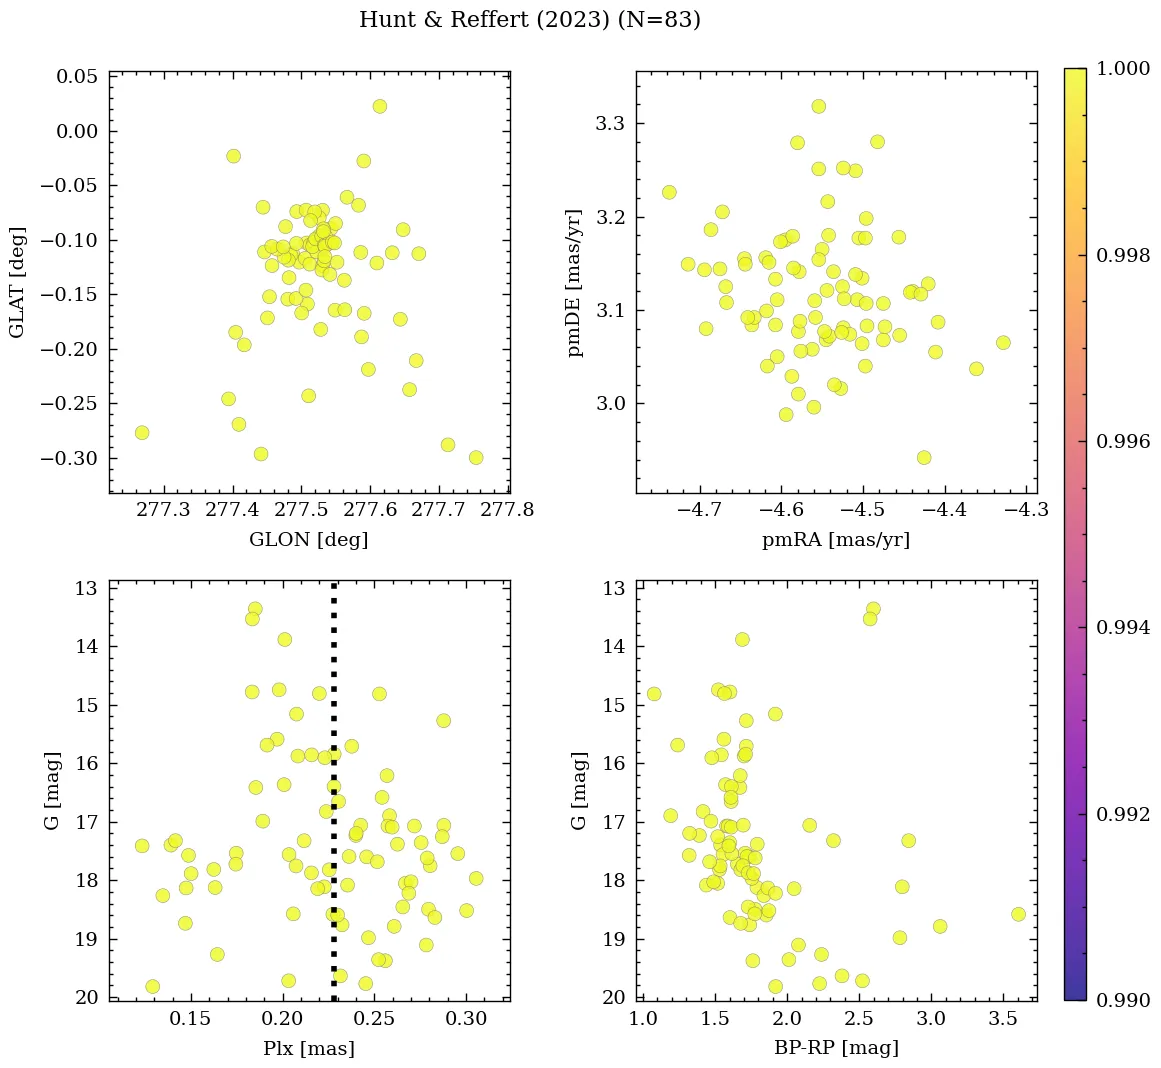 Hunt & Reffert (2023) (N=83)
0.05
0.00
−0.05
−0.10
−0.15
−0.20
−0.25
−0.30
GLAT [deg]
277.3 277.4 277.5 277.6 277.7 277.8
GLON [deg]
3.3
3.2
3.1
3.0
pmDE [mas/yr]
−4.7 −4.6 −4.5 −4.4 −4.3
pmRA [mas/yr]
13
14
15
16
17
18
19
20
G [mag]
0.15 0.20 0.25 0.30
Plx [mas]
13
14
15
16
17
18
19
20
G [mag]
1.0 1.5 2.0 2.5 3.0 3.5
BP-RP [mag]
1.000
0.998
0.996
0.994
0.992
0.990